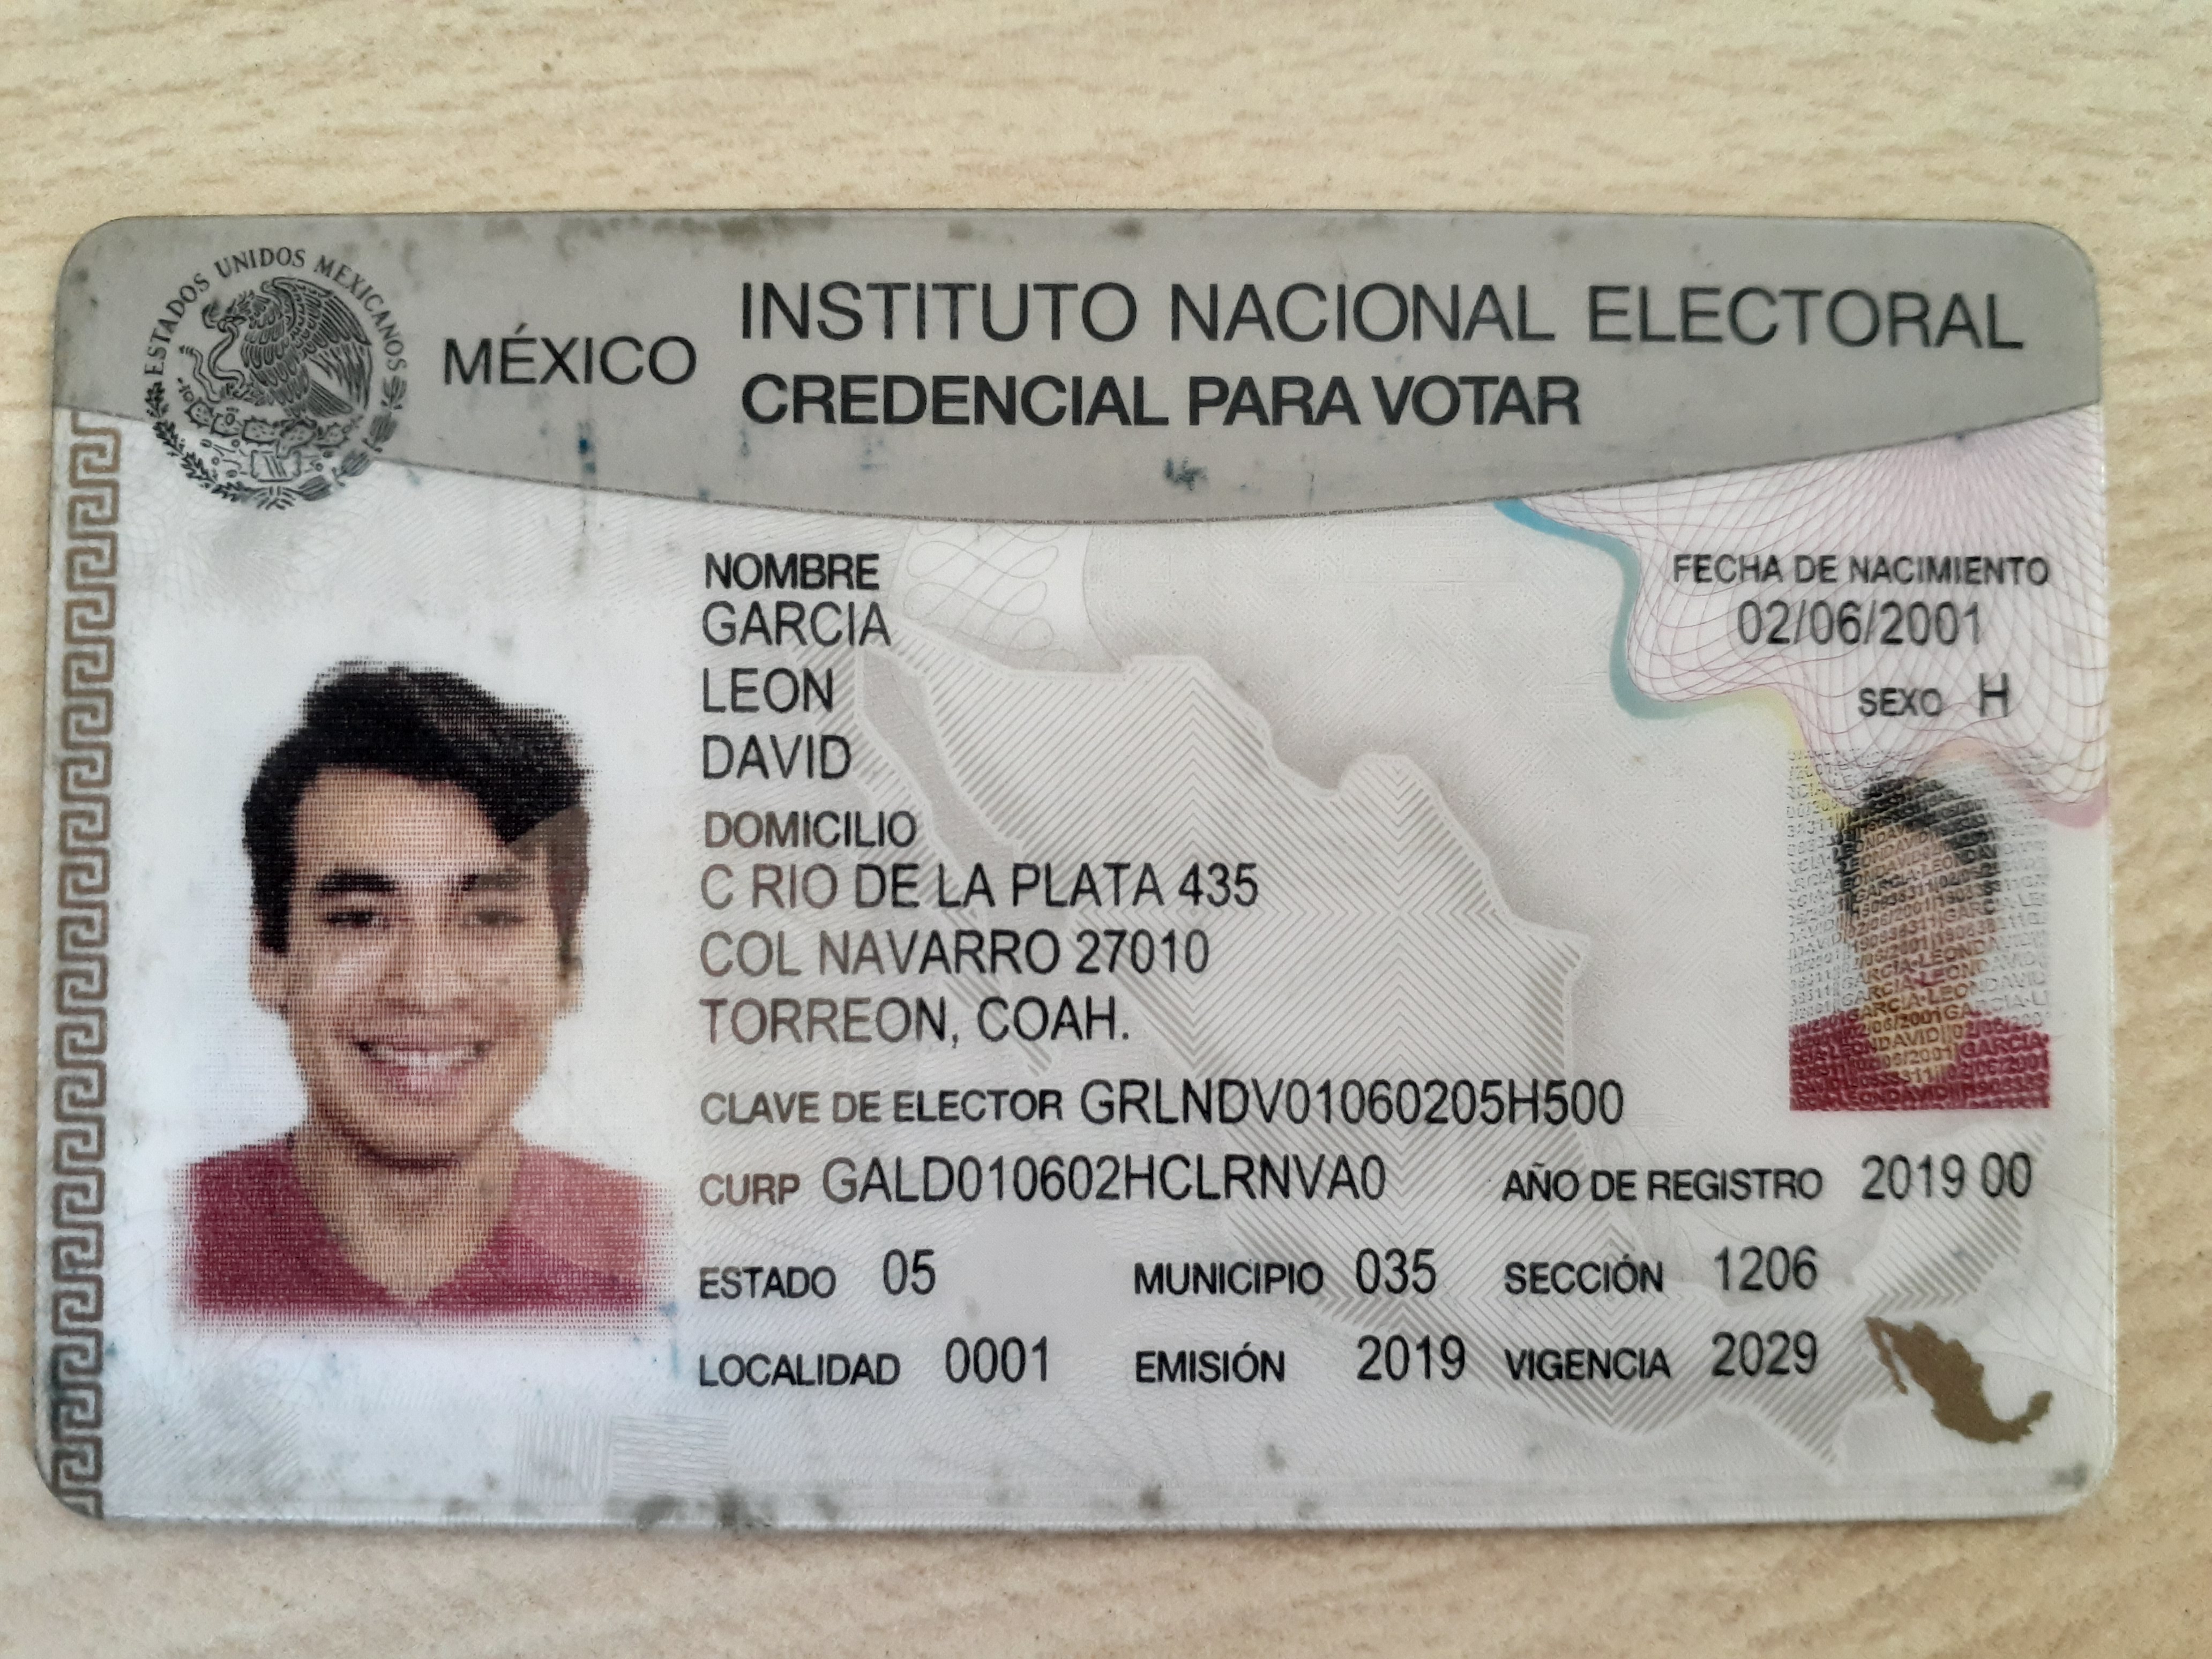 ESTADOS UNIDOS MEXICANOS
MÉXICO
INSTITUTO NACIONAL ELECTORAL
CREDENCIAL PARA VOTAR
NOMBRE
GARCIA
LEON
DAVID
FECHA DE NACIMIENTO
02/06/2001
SEXO H
DOMICILIO
C RIO DE LA PLATA 435
COL NAVARRO 27010
TORREON, COAH.
CLAVE DE ELECTOR GRLNDV01060205H500
CURP GALD010602HCLRNVA0
AÑO DE REGISTRO 2019 00
ESTADO 05
MUNICIPIO 035
SECCIÓN 1206
LOCALIDAD 0001
EMISIÓN 2019
VIGENCIA 2029